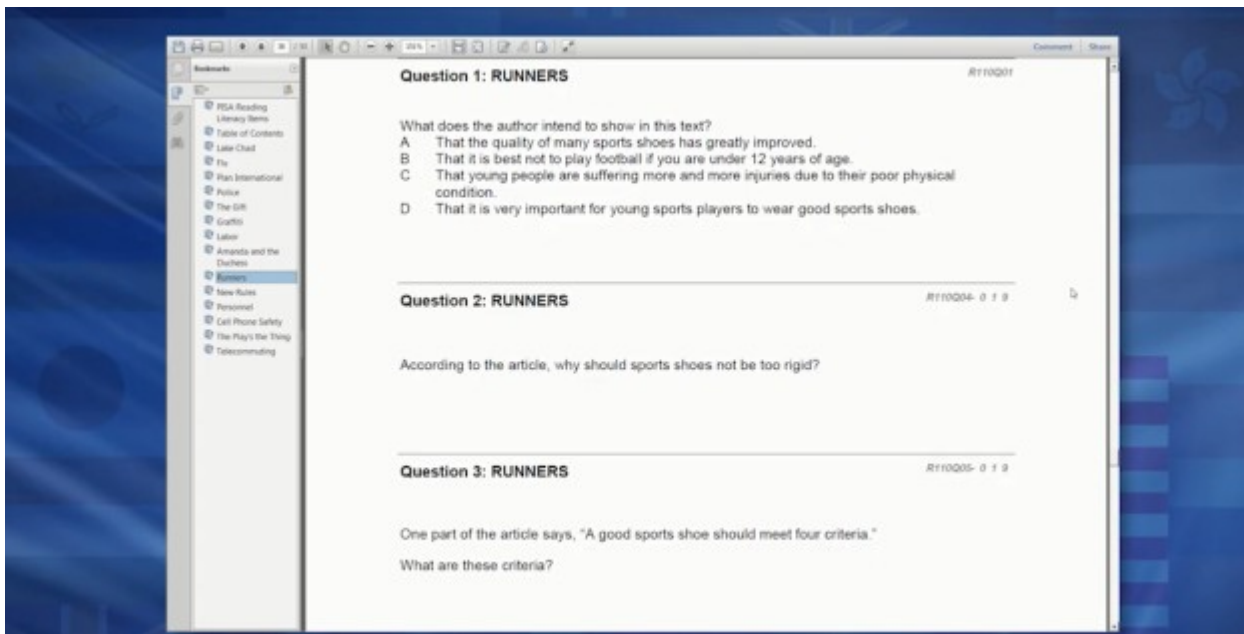 Comment Share
Bookmarks
PISA Reading
Literacy Items
Table of Contents
Lake Chad
Fly
Plan International
Police
The Gift
Graffiti
Labor
Amanda and the
Duchess
Runners
New Rules
Personnel
Cell Phone Safety
The Play's the Thing
Telecommuting
Question 1: RUNNERS R110Q01
What does the author intend to show in this text?
A That the quality of many sports shoes has greatly improved.
B That it is best not to play football if you are under 12 years of age.
C That young people are suffering more and more injuries due to their poor physical
condition.
D That it is very important for young sports players to wear good sports shoes.
Question 2: RUNNERS R110Q04- 0 1 9
According to the article, why should sports shoes not be too rigid?
Question 3: RUNNERS R110Q05- 0 1 9
One part of the article says, "A good sports shoe should meet four criteria."
What are these criteria?